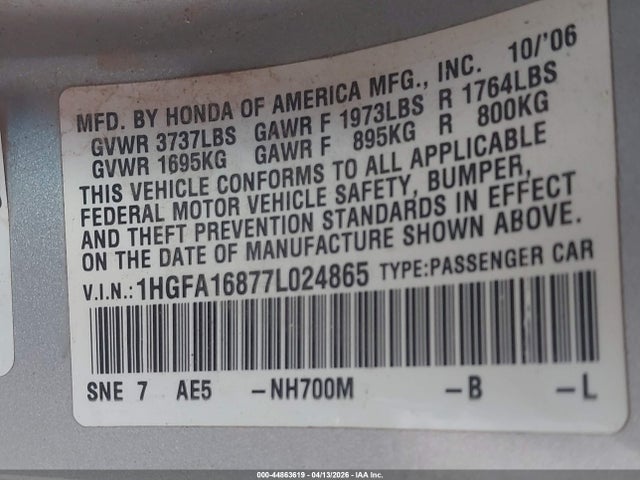 MFD. BY HONDA OF AMERICA MFG., INC. 10/'06
GVWR 3737LBS GAWR F 1973LBS R 1764LBS
GVWR 1695KG GAWR F 895KG R 800KG
THIS VEHICLE CONFORMS TO ALL APPLICABLE
FEDERAL MOTOR VEHICLE SAFETY, BUMPER,
AND THEFT PREVENTION STANDARDS IN EFFECT
ON THE DATE OF MANUFACTURE SHOWN ABOVE.
V.I.N.:1HGFA16877L024865 TYPE:PASSENGER CAR
SNE 7 AE5 -NH700M -B -L
000-44863619 | 04/13/2026 | IAA Inc.